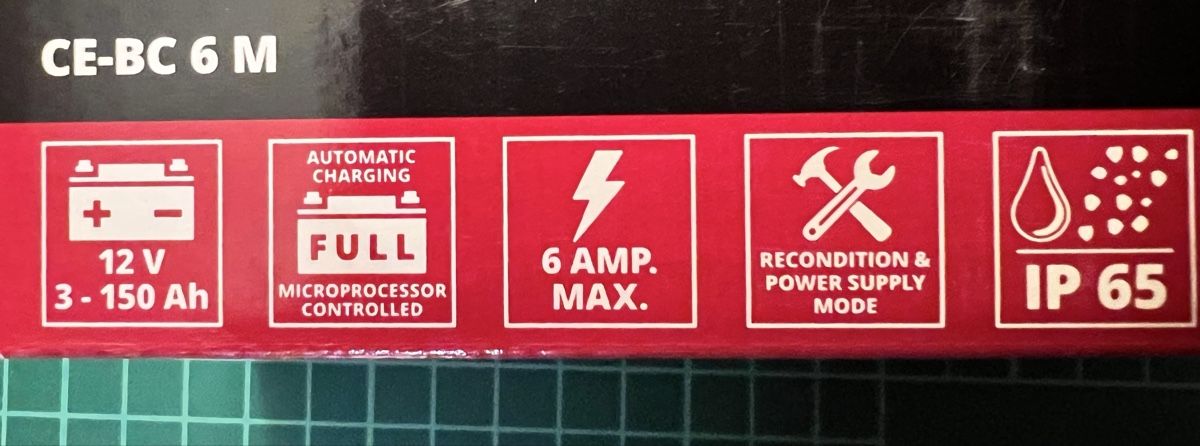 CE-BC 6 M
+ -
12 V
3 - 150 Ah
AUTOMATIC
CHARGING
FULL
MICROPROCESSOR
CONTROLLED
6 AMP.
MAX.
RECONDITION &
POWER SUPPLY
MODE
IP 65